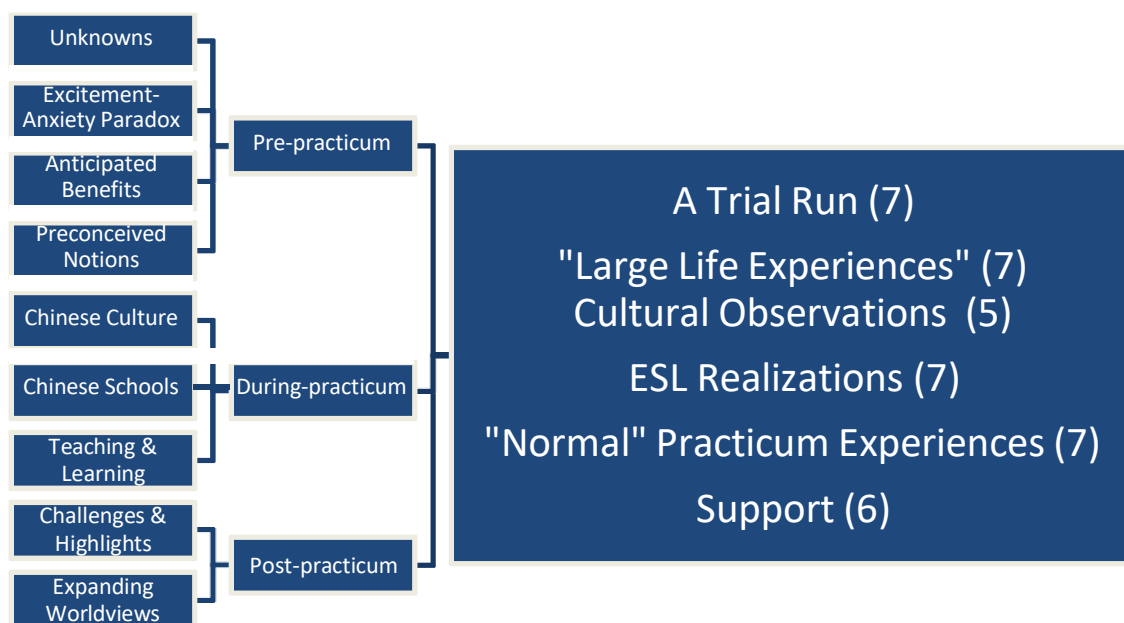 Unknowns
Excitement-
Anxiety Paradox
Anticipated
Benefits
Preconceived
Notions
Chinese Culture
Chinese Schools
Teaching &
Learning
Challenges &
Highlights
Expanding
Worldviews
Pre-practicum
During-practicum
Post-practicum
A Trial Run (7)
"Large Life Experiences" (7)
Cultural Observations (5)
ESL Realizations (7)
"Normal" Practicum Experiences (7)
Support (6)